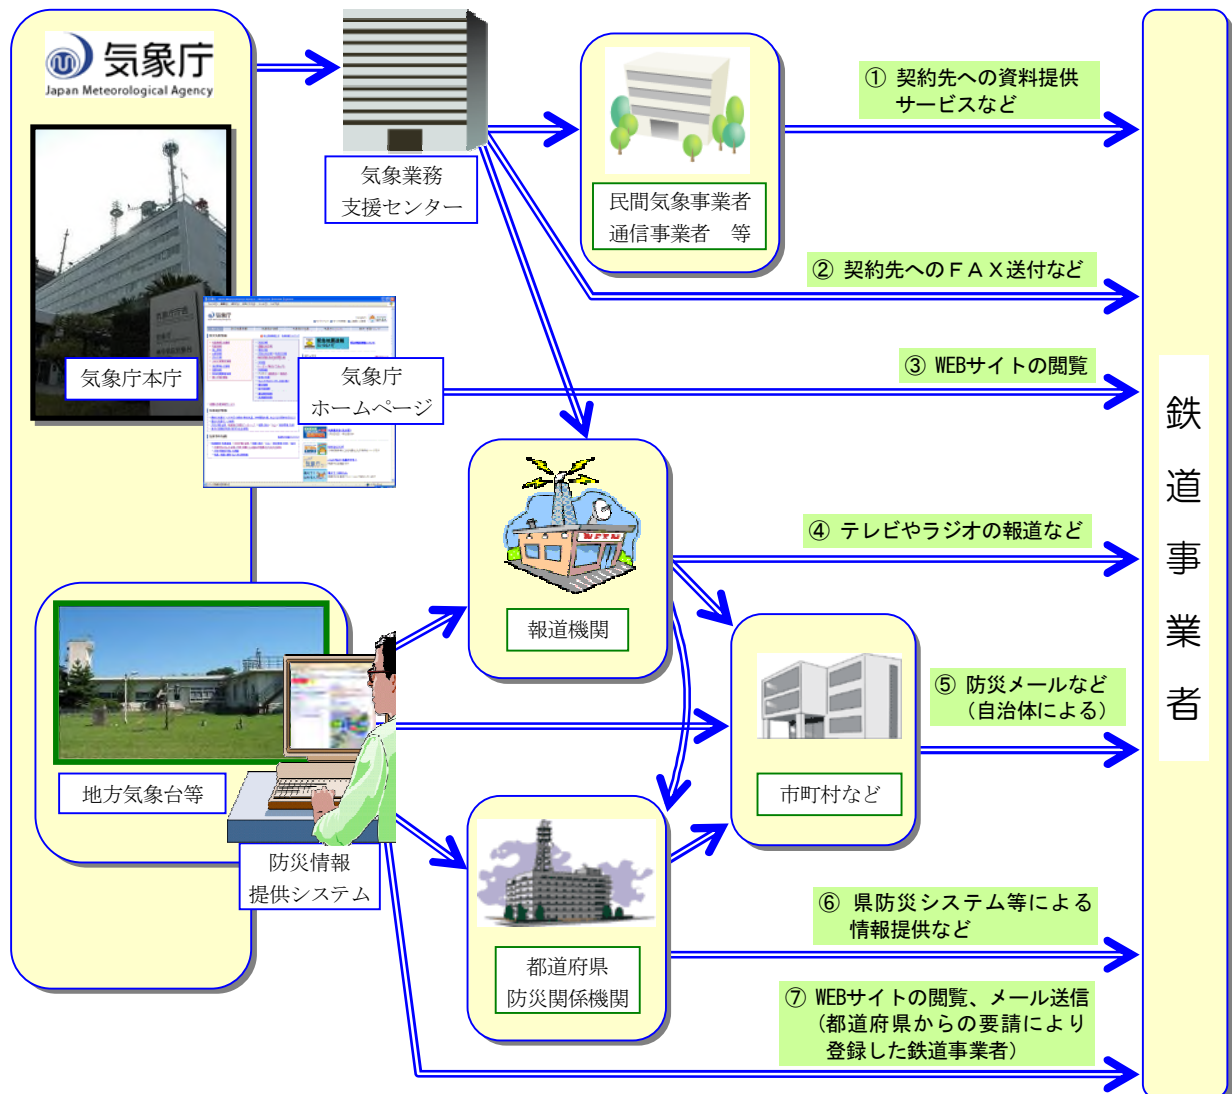 気象庁
Japan Meteorological Agency
気象業務
支援センター
民間気象事業者
通信事業者　等
① 契約先への資料提供
サービスなど
② 契約先へのＦＡＸ送付など
気象庁本庁
気象庁
気象庁
ホームページ
③ WEBサイトの閲覧
鉄道事業者
④ テレビやラジオの報道など
報道機関
⑤ 防災メールなど
（自治体による）
市町村など
地方気象台等
防災情報
提供システム
⑥ 県防災システム等による
情報提供など
都道府県
防災関係機関
⑦ WEBサイトの閲覧、メール送信
（都道府県からの要請により
登録した鉄道事業者）